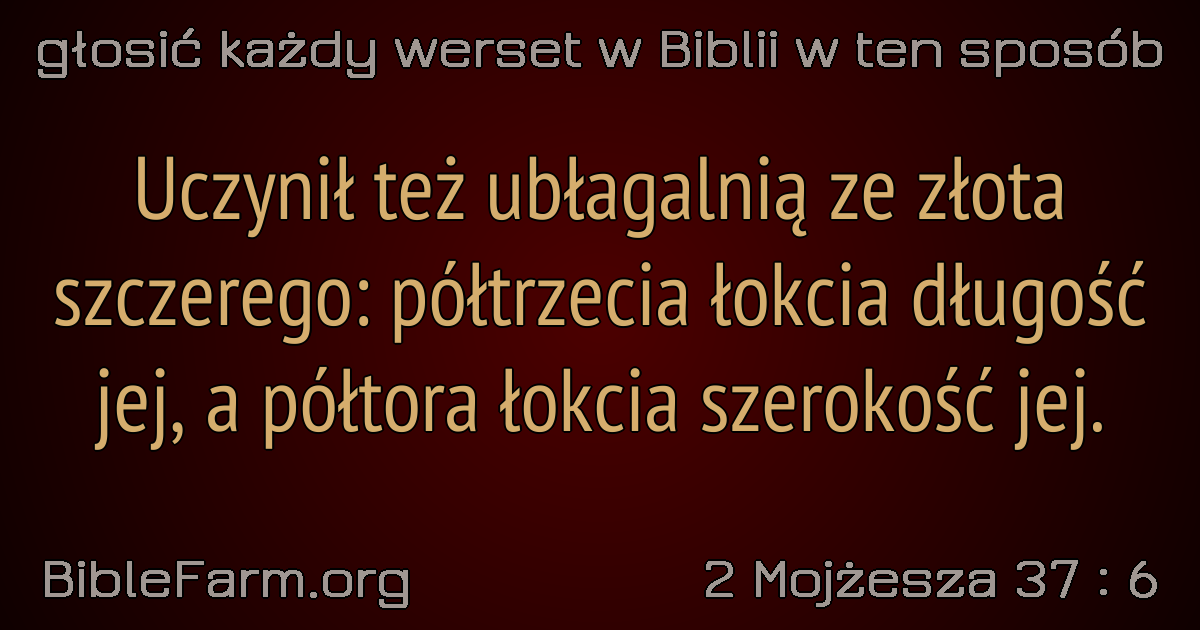 głosić każdy werset w Biblii w ten sposób
Uczynił też ubłagalnią ze złota
szczerego: półtrzecia łokcia długość
jej, a półtora łokcia szerokość jej.
BibleFarm.org
2 Mojżesza 37 : 6